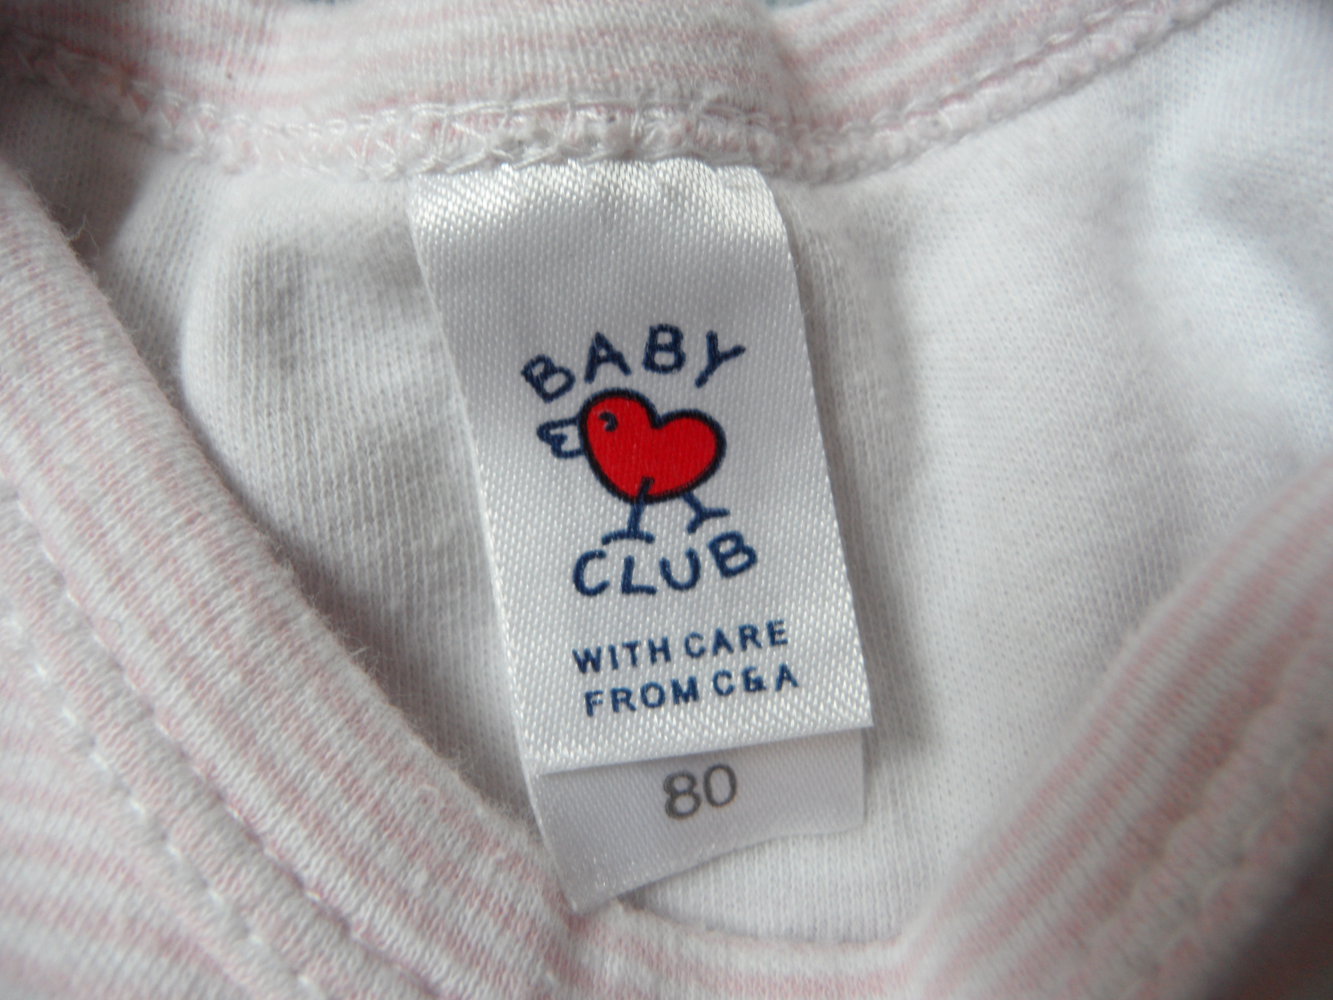 BABY
CLUB
WITH CARE
FROM C&A
80